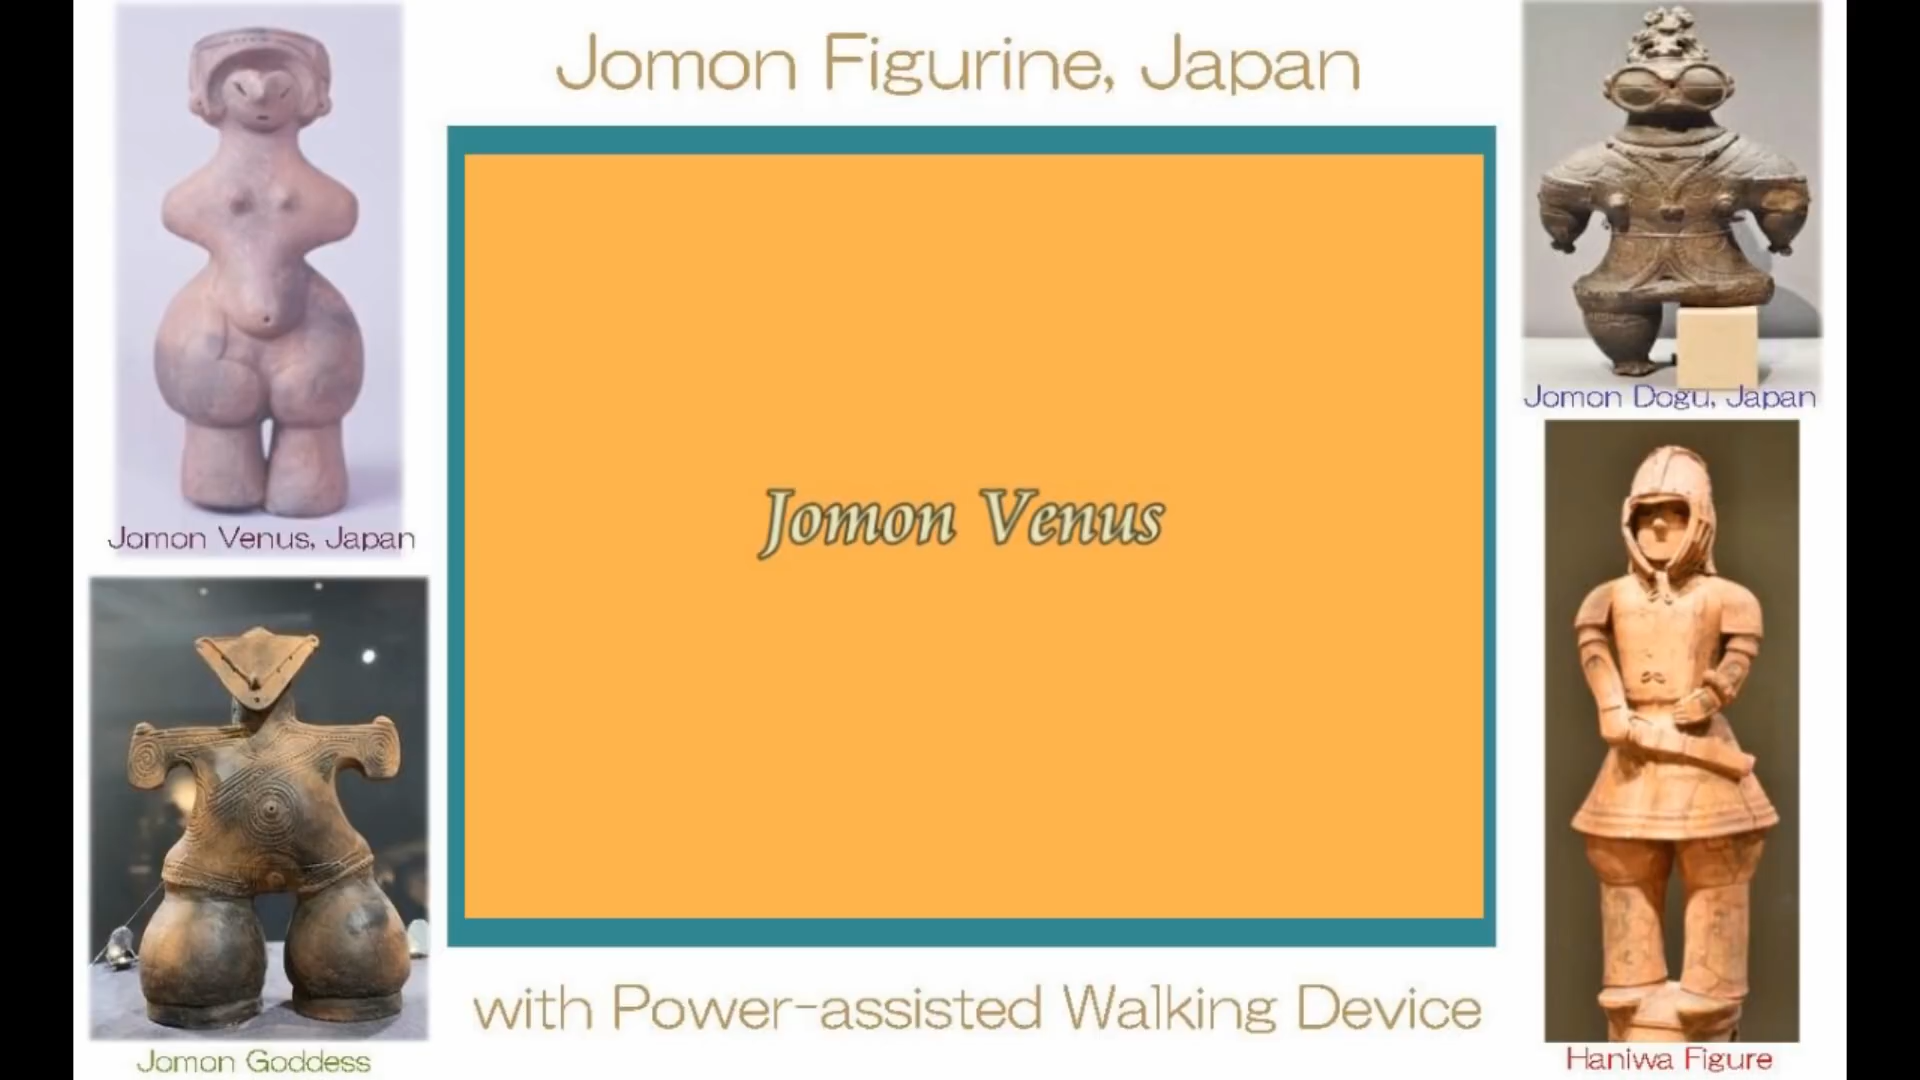 Jomon Figurine, Japan
Jomon Venus, Japan
Jomon Dogu, Japan
Jomon Venus
Jomon Goddess
with Power-assisted Walking Device
Haniwa Figure